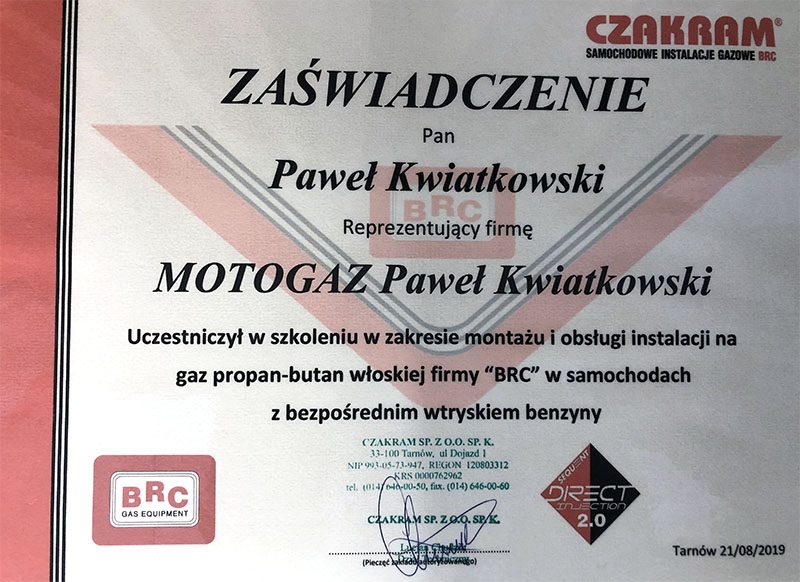 CZAKRAM®
SAMOCHODOWE INSTALACJE GAZOWE BRC
ZAŚWIADCZENIE
Pan
Paweł Kwiatkowski
BRC
Reprezentujący firmę
MOTOGAZ Paweł Kwiatkowski
Uczestniczył w szkoleniu w zakresie montażu i obsługi instalacji na
gaz propan-butan włoskiej firmy “BRC” w samochodach
z bezpośrednim wtryskiem benzyny
CZAKRAM SP. Z O.O. SP. K.
33-100 Tarnów, ul Dojazd 1
NIP 993-05-73-947, REGON 120803312
KRS 0000762962
tel. (014) 646-00-50, fax. (014) 646-00-60
CZAKRAM SP. Z O.O. SP. K.
(Pieczęć zakładu autoryzowanego)
BRC
GAS EQUIPMENT
SEQUENT
DIRECT
INJECTION
2.0
Tarnów 21/08/2019